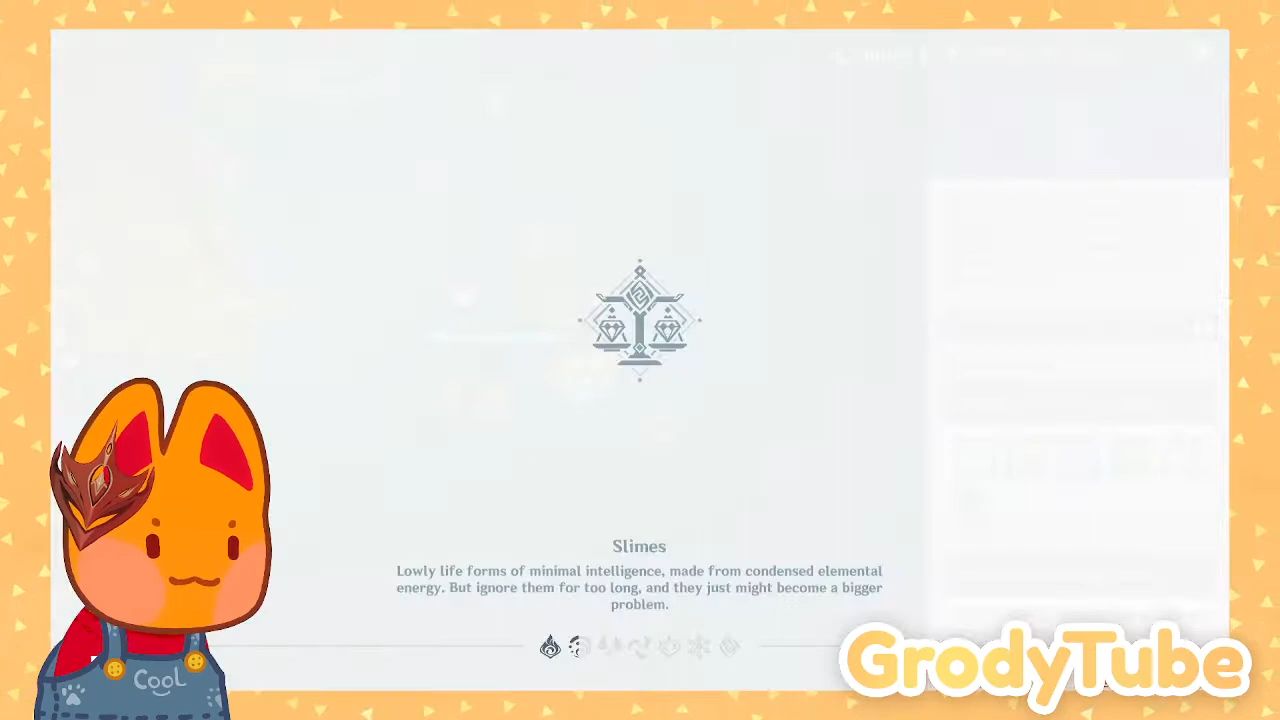 Slimes
Lowly life forms of minimal intelligence, made from condensed elemental
energy. But ignore them for too long, and they just might become a bigger
problem.
COOL
GrodyTube